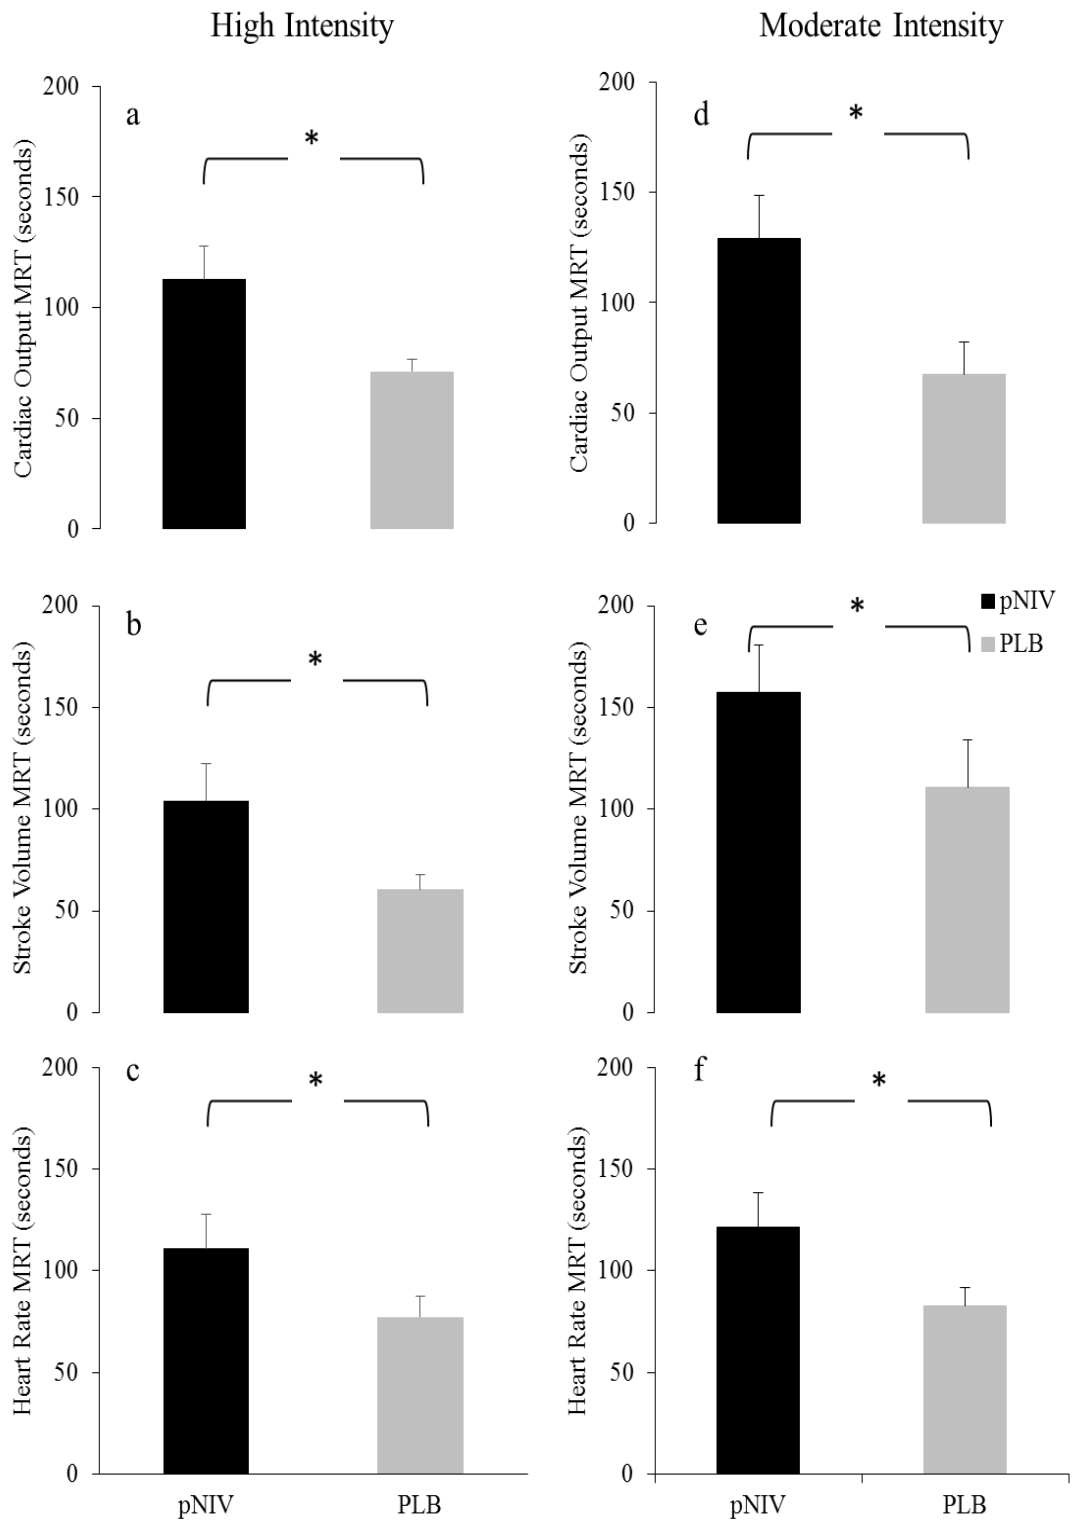 High Intensity
Moderate Intensity
a
*
Cardiac Output MRT (seconds)
200
150
100
50
0
d
*
Cardiac Output MRT (seconds)
200
150
100
50
0
b
*
Stroke Volume MRT (seconds)
200
150
100
50
0
e
*
pNIV
PLB
Stroke Volume MRT (seconds)
200
150
100
50
0
c
*
Heart Rate MRT (seconds)
200
150
100
50
0
pNIV PLB
f
*
Heart Rate MRT (seconds)
200
150
100
50
0
pNIV PLB